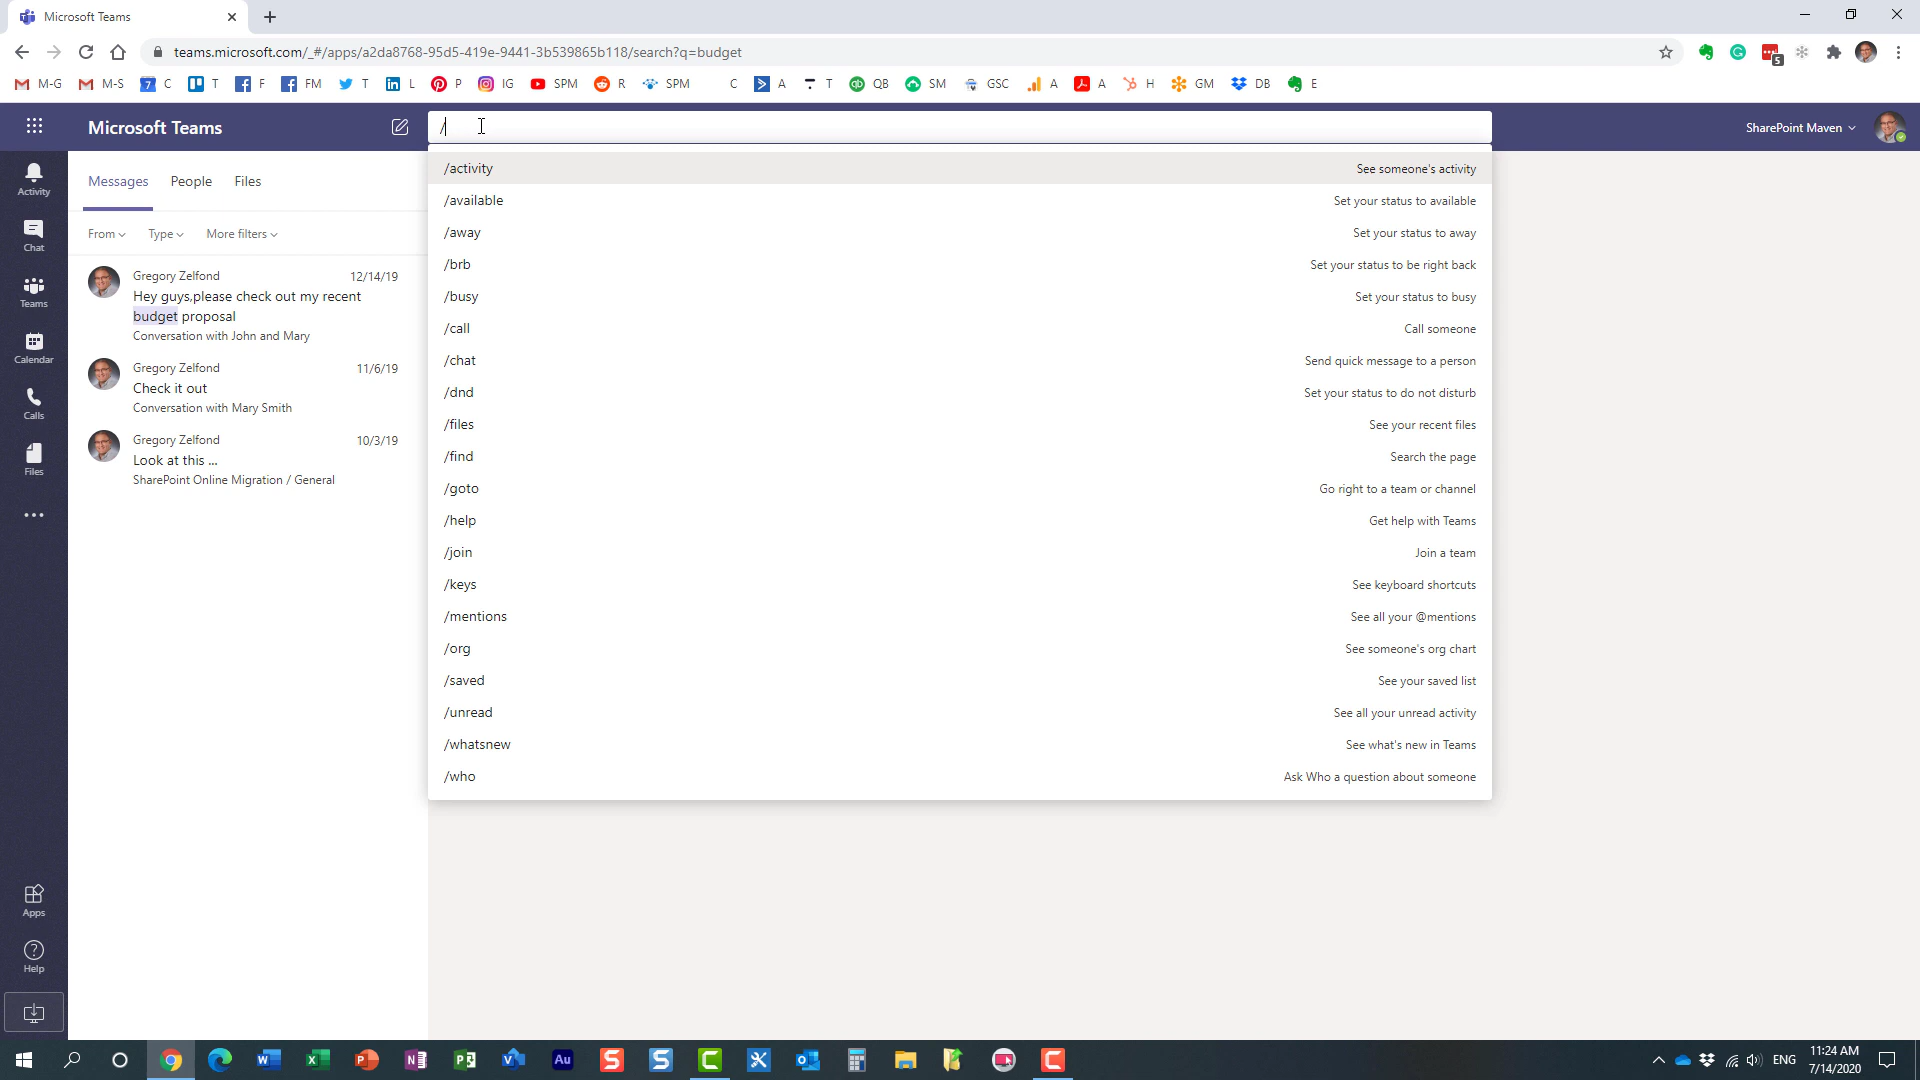 Microsoft Teams
teams.microsoft.com/_#/apps/a2da8768-95d5-419e-9441-3b539865b118/search?q=budget
5
M-G M-S 7 C T F FM T L P IG SPM R SPM C A T QB SM GSC A A H GM DB E
Microsoft Teams
/
SharePoint Maven
Activity
Chat
Teams
Calendar
Calls
Files
Apps
Help
Messages People Files
From Type More filters
Gregory Zelfond 12/14/19
Hey guys,please check out my recent
budget proposal
Conversation with John and Mary
Gregory Zelfond 11/6/19
Check it out
Conversation with Mary Smith
Gregory Zelfond 10/3/19
Look at this ...
SharePoint Online Migration / General
/activity See someone's activity
/available Set your status to available
/away Set your status to away
/brb Set your status to be right back
/busy Set your status to busy
/call Call someone
/chat Send quick message to a person
/dnd Set your status to do not disturb
/files See your recent files
/find Search the page
/goto Go right to a team or channel
/help Get help with Teams
/join Join a team
/keys See keyboard shortcuts
/mentions See all your @mentions
/org See someone's org chart
/saved See your saved list
/unread See all your unread activity
/whatsnew See what's new in Teams
/who Ask Who a question about someone
ENG
11:24 AM
7/14/2020